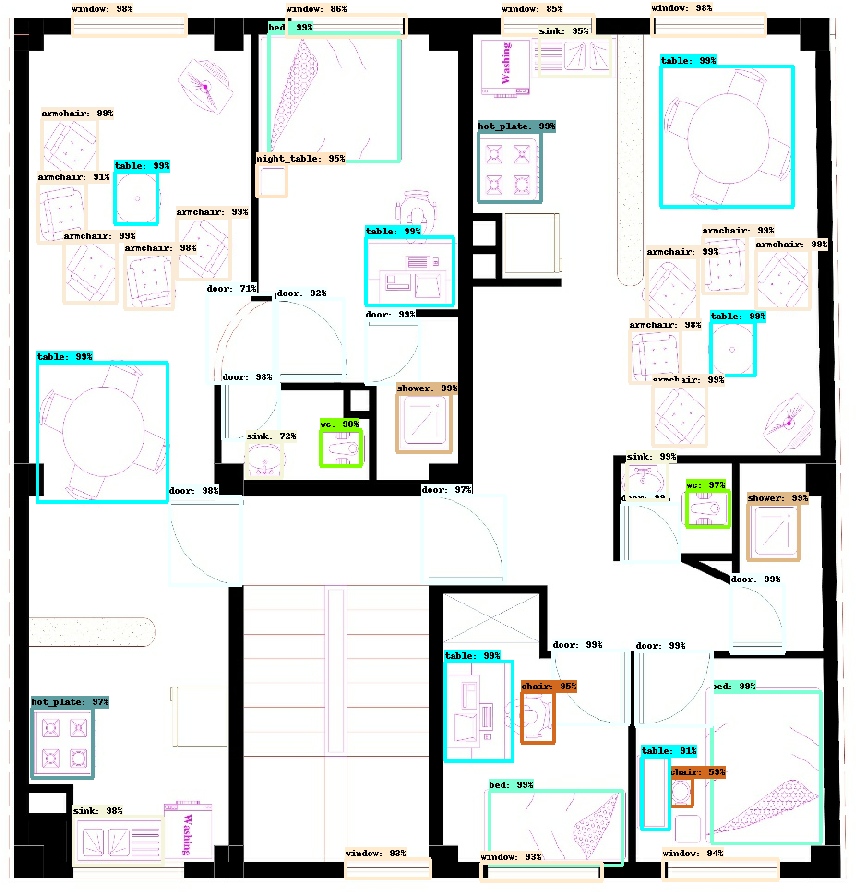 window: 98%
window: 86%
window: 85%
window: 98%
bed: 99%
sink: 95%
Washing
table: 99%
armchair: 99%
hot_plate: 99%
night_table: 95%
table: 99%
armchair: 91%
armchair: 99%
table: 99%
armchair: 99%
armchair: 99%
armchair: 98%
armchair: 99%
armchair: 99%
door: 71%
door: 92%
door: 99%
table: 99%
armchair: 98%
table: 99%
door: 93%
armchair: 99%
shower: 99%
wc: 90%
sink: 72%
sink: 99%
door: 98%
door: 97%
wc: 97%
door: 99%
shower: 99%
door: 99%
table: 99%
door: 99%
door: 99%
chair: 95%
bed: 99%
hot_plate: 97%
table: 91%
chair: 59%
bed: 99%
sink: 98%
Washing
window: 93%
window: 93%
window: 94%